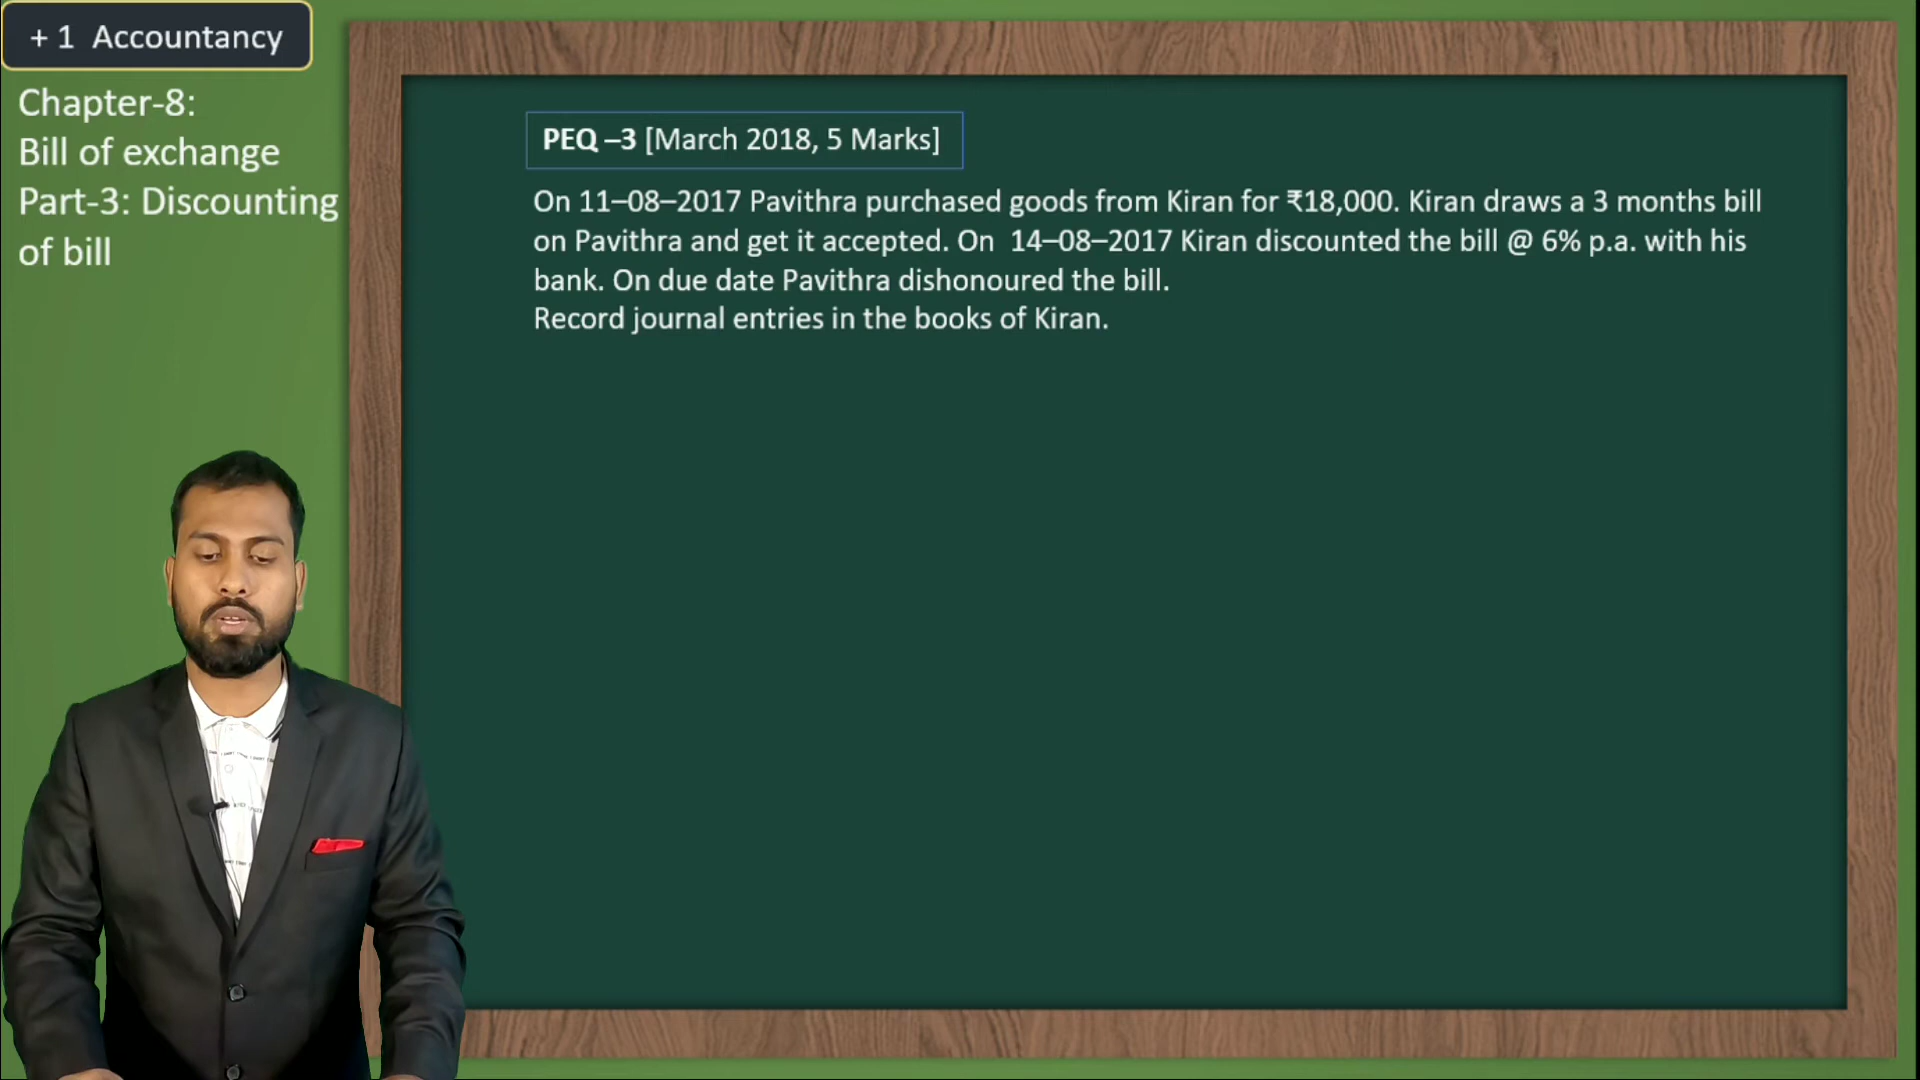 + 1 Accountancy
Chapter-8:
Bill of exchange
Part-3: Discounting
of bill
PEQ –3 [March 2018, 5 Marks]
On 11–08–2017 Pavithra purchased goods from Kiran for ₹18,000. Kiran draws a 3 months bill
on Pavithra and get it accepted. On 14–08–2017 Kiran discounted the bill @ 6% p.a. with his
bank. On due date Pavithra dishonoured the bill.
Record journal entries in the books of Kiran.